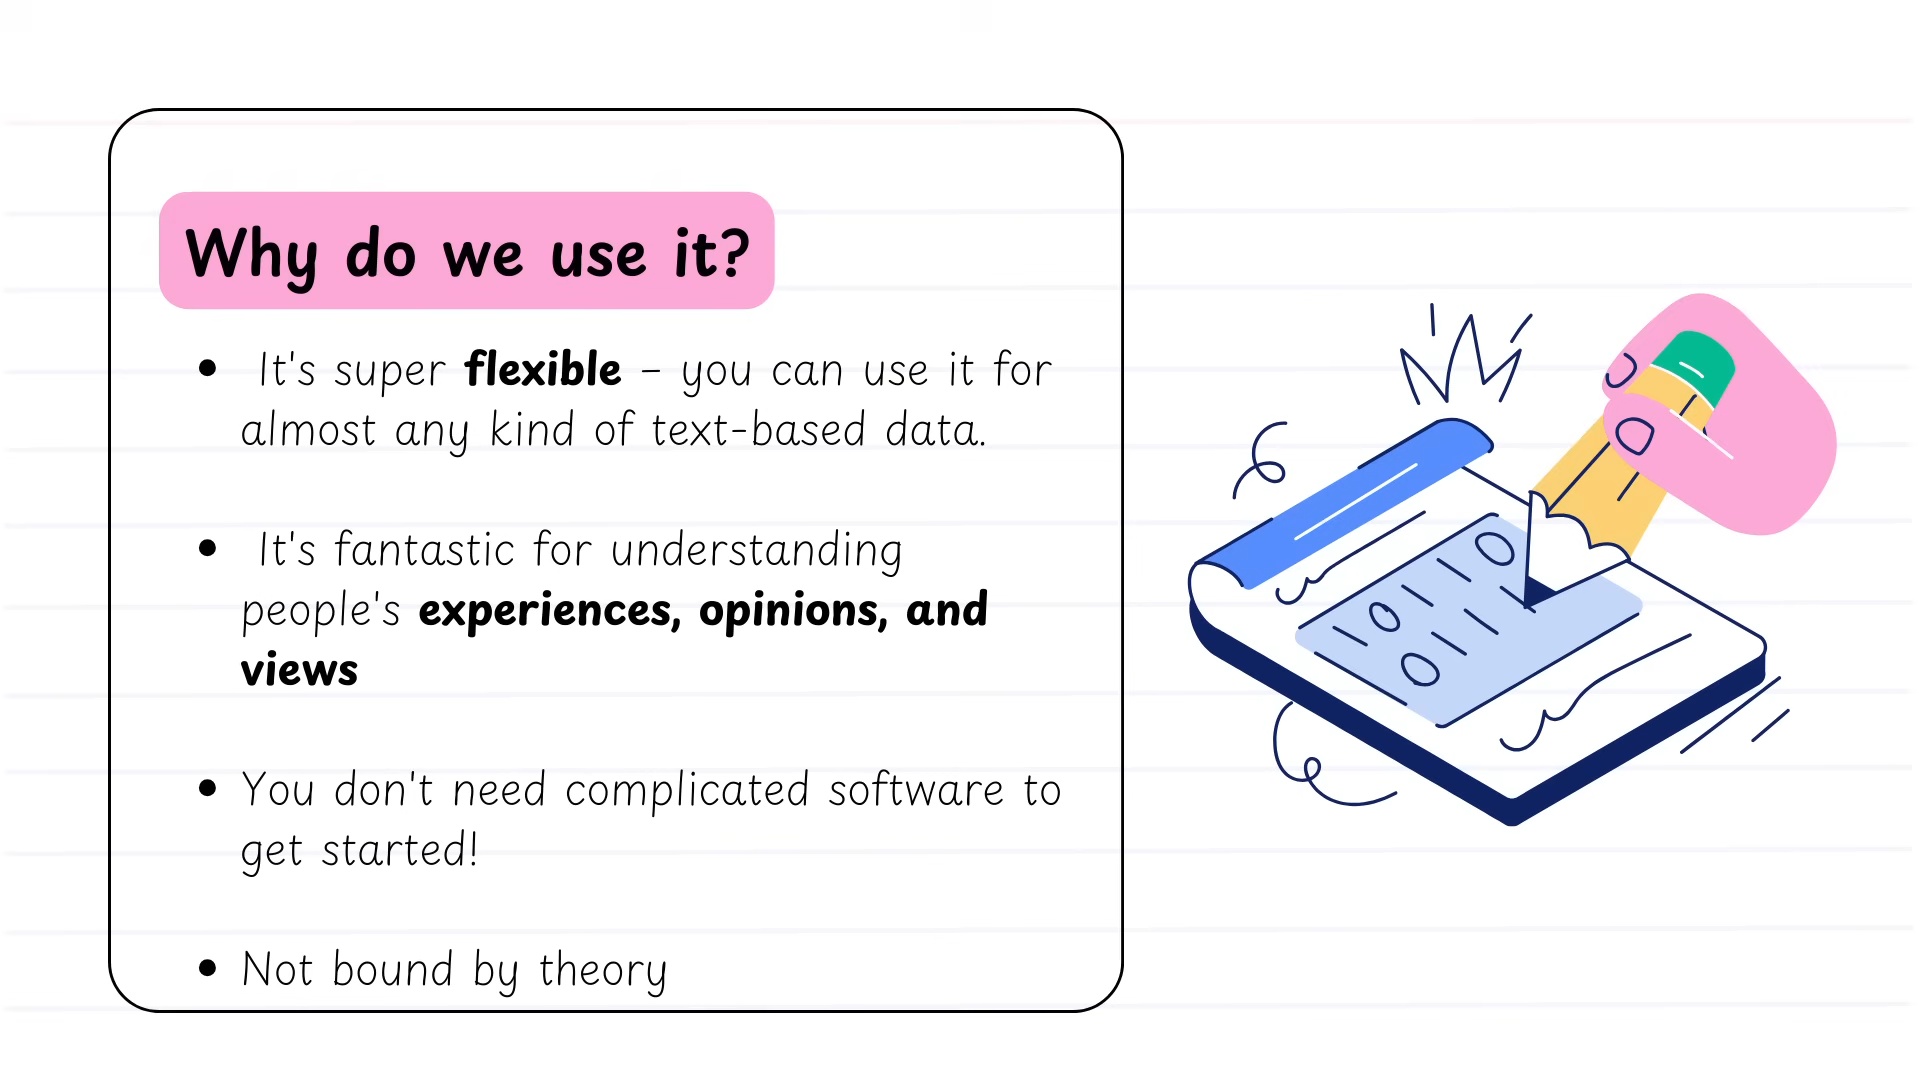 Why do we use it?
• It's super flexible – you can use it for
almost any kind of text-based data.
• It's fantastic for understanding
people's experiences, opinions, and
views
• You don't need complicated software to
get started!
• Not bound by theory